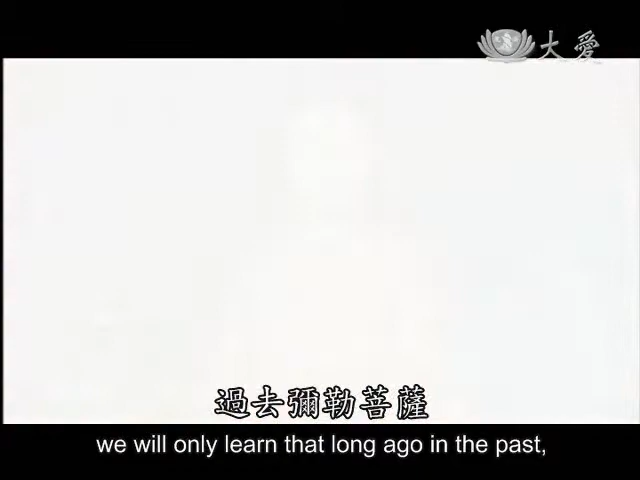 大愛
過去彌勒菩薩
we will only learn that long ago in the past,